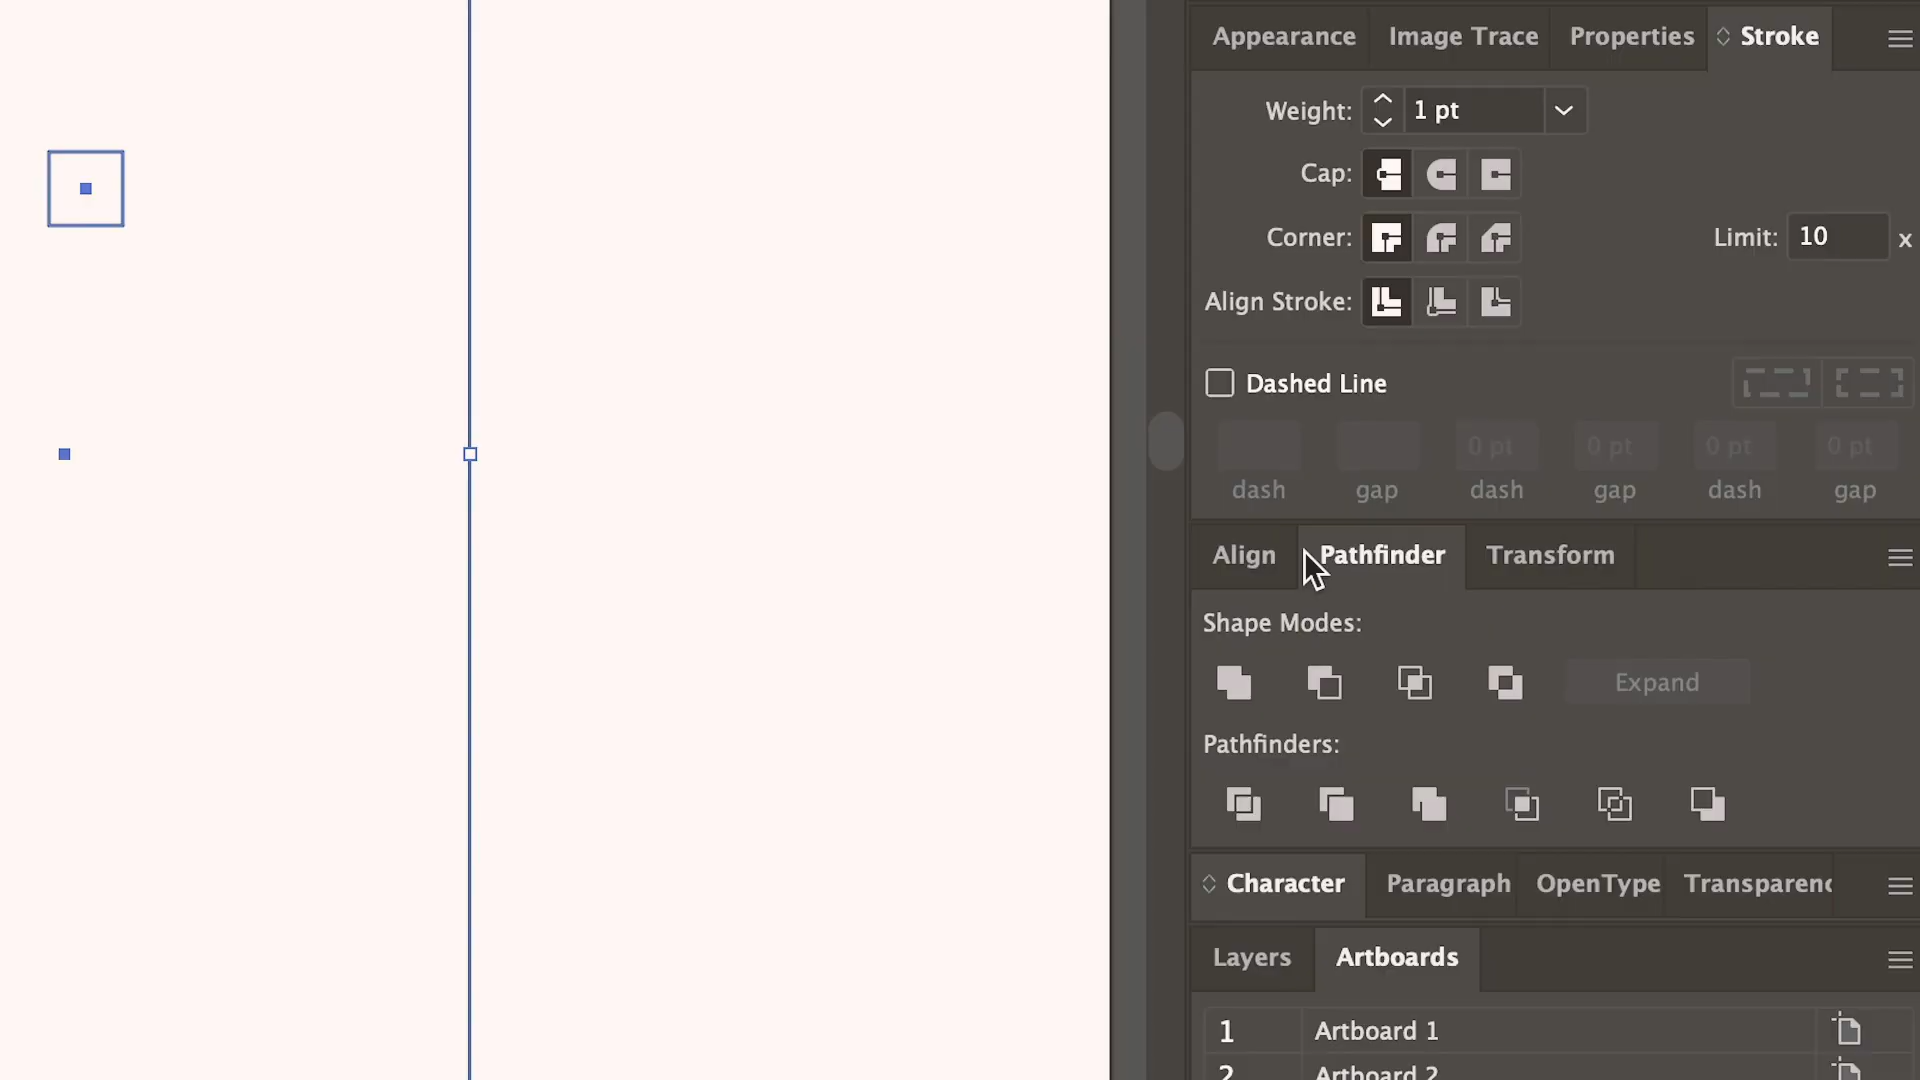 Appearance Image Trace Properties Stroke
Weight: 1 pt
Cap:
Corner: Limit: 10 x
Align Stroke:
Dashed Line
0 pt 0 pt 0 pt 0 pt
dash gap dash gap dash gap
Align Pathfinder Transform
Shape Modes:
Expand
Pathfinders:
Character Paragraph OpenType Transparenc
Layers Artboards
1 Artboard 1
2 Artboard 2